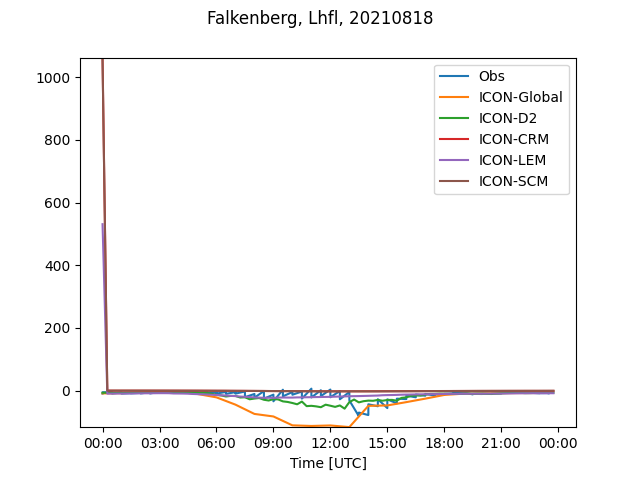 Falkenberg, Lhfl, 20210818
1000
800
600
400
200
0
Obs
ICON-Global
ICON-D2
ICON-CRM
ICON-LEM
ICON-SCM
00:00 03:00 06:00 09:00 12:00 15:00 18:00 21:00 00:00
Time [UTC]